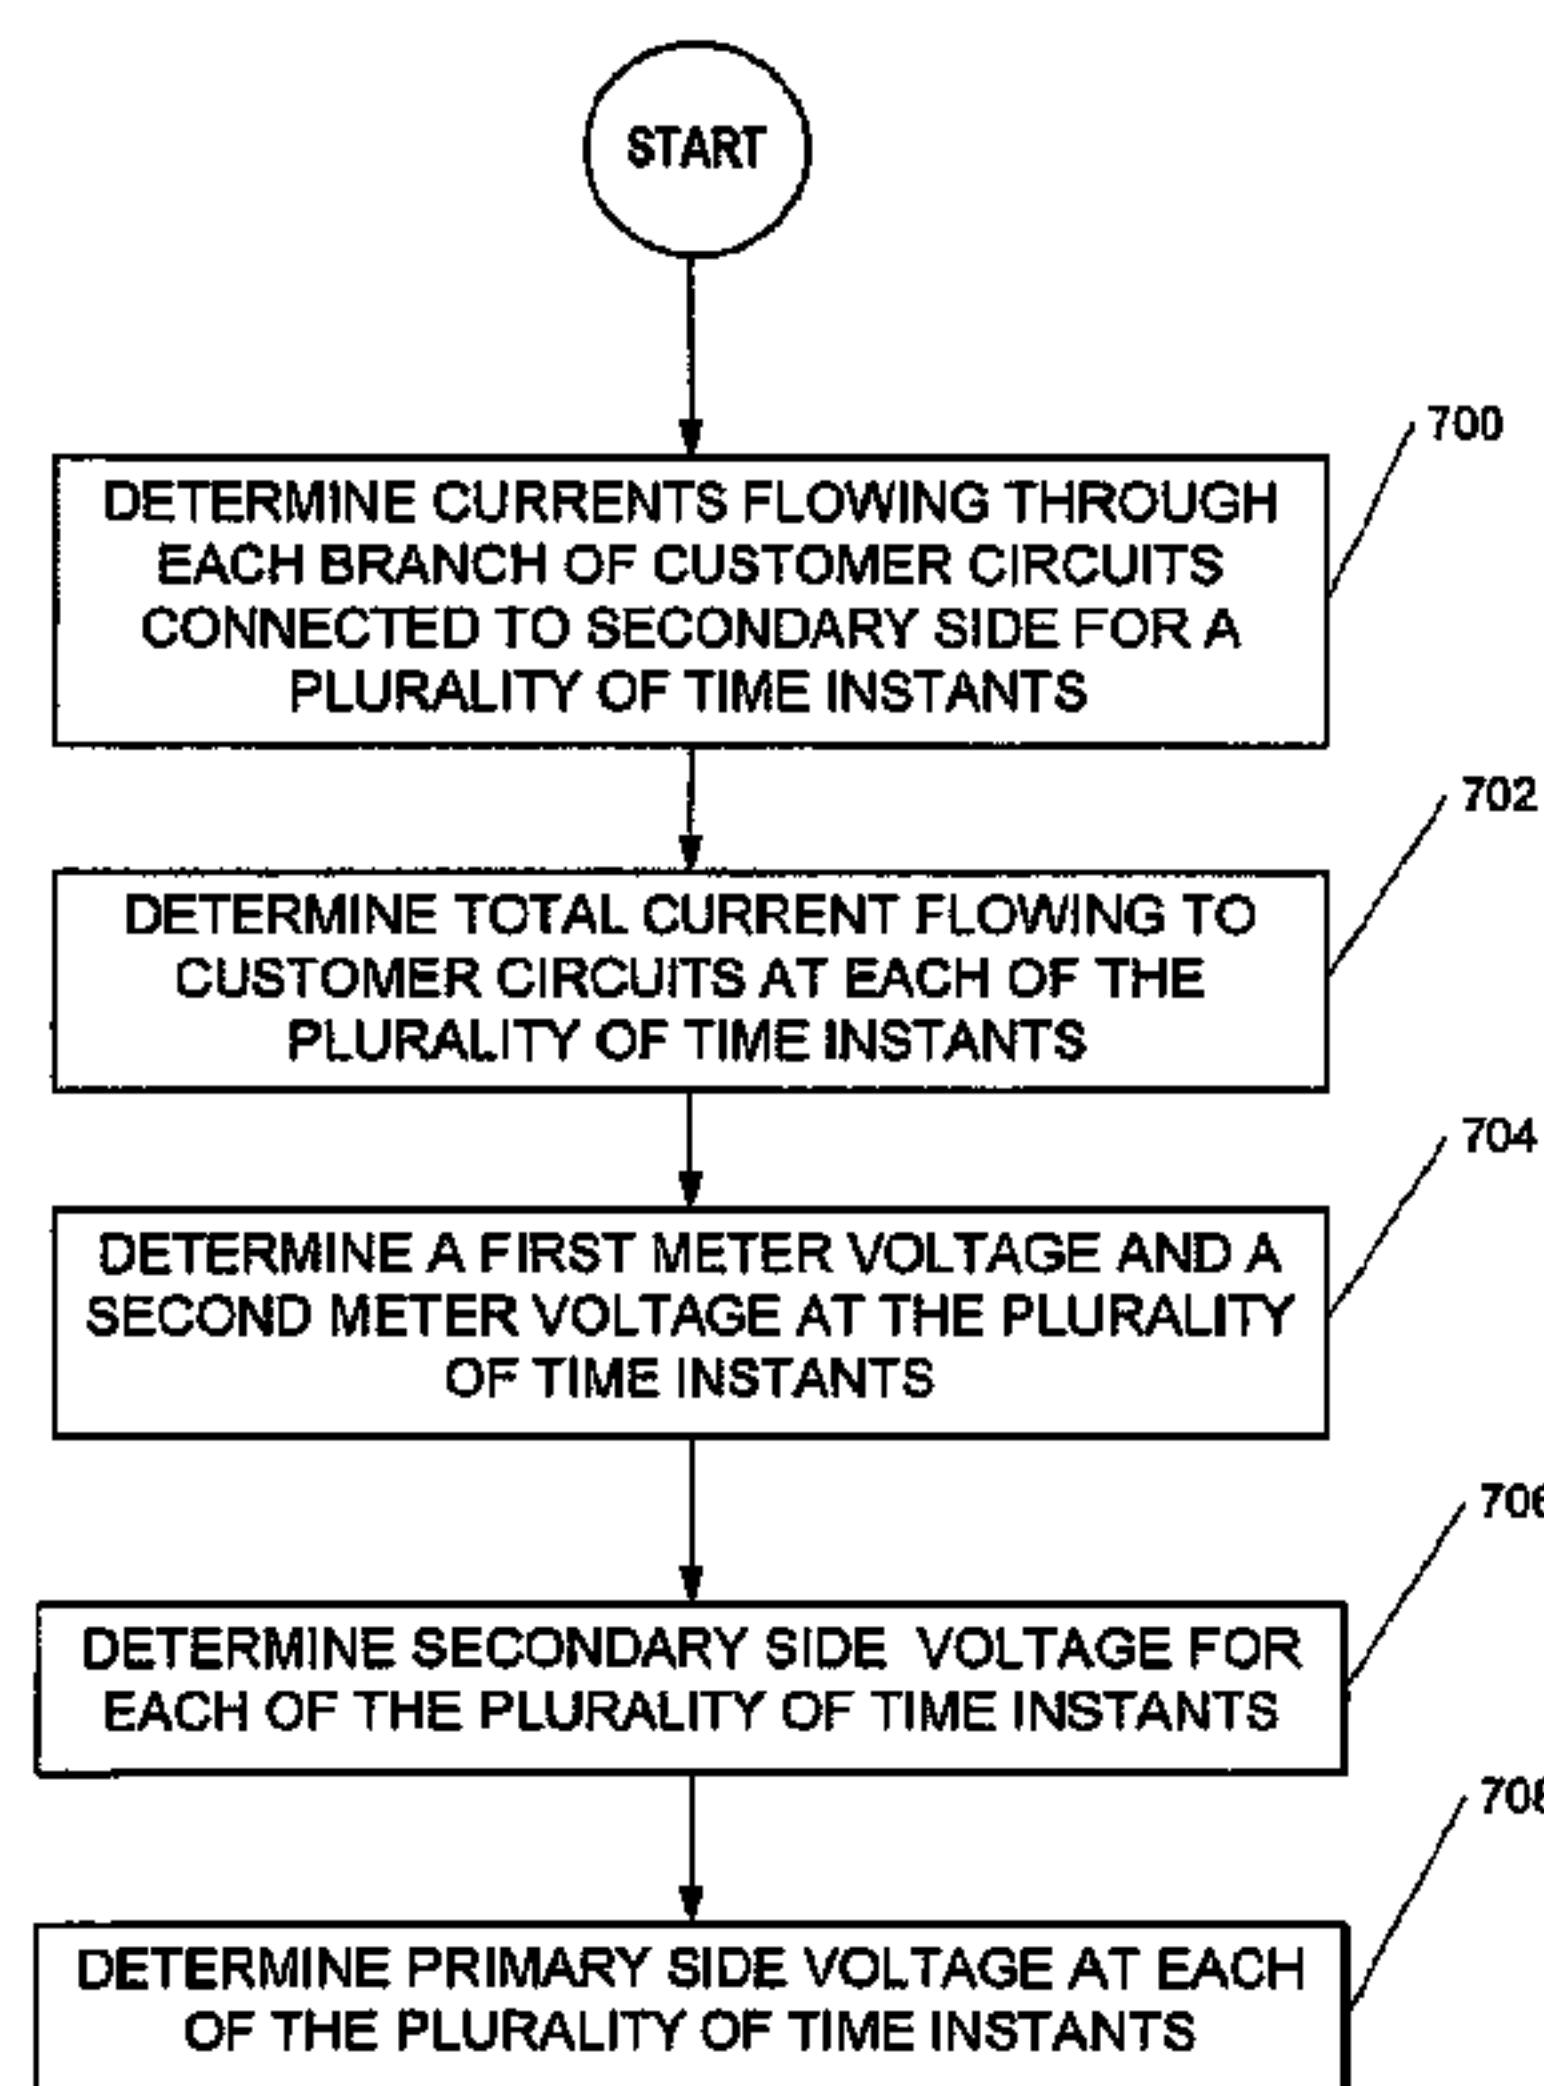 START
700
DETERMINE CURRENTS FLOWING THROUGH
EACH BRANCH OF CUSTOMER CIRCUITS
CONNECTED TO SECONDARY SIDE FOR A
PLURALITY OF TIME INSTANTS
702
DETERMINE TOTAL CURRENT FLOWING TO
CUSTOMER CIRCUITS AT EACH OF THE
PLURALITY OF TIME INSTANTS
704
DETERMINE A FIRST METER VOLTAGE AND A
SECOND METER VOLTAGE AT THE PLURALITY
OF TIME INSTANTS
706
DETERMINE SECONDARY SIDE VOLTAGE FOR
EACH OF THE PLURALITY OF TIME INSTANTS
708
DETERMINE PRIMARY SIDE VOLTAGE AT EACH
OF THE PLURALITY OF TIME INSTANTS